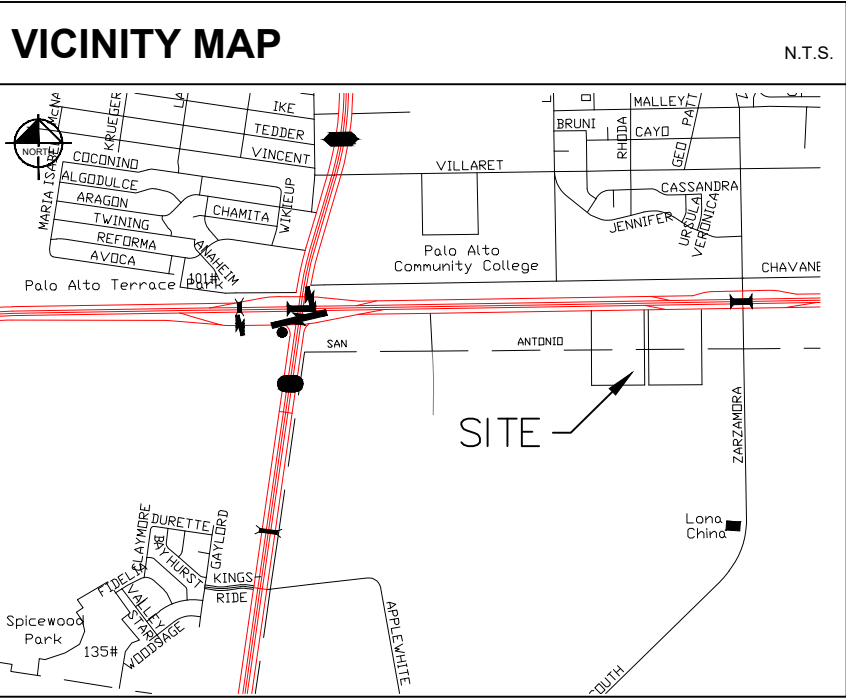 VICINITY MAP
N.T.S.
NORTH
MARIA ISABEL
KRUEGER
IKE
TEDDER
VINCENT
COCONINO
ALGODULCE
ARAGON
TWINING
REFORMA
AVOCA
CHAMITA
WIKIEUP
ANAHEIM
101#
Palo Alto Terrace Park
VILLARET
Palo Alto
Community College
BRUNI
MALLEY
CAYO
RHODA
GEO PATT
CASSANDRA
JENNIFER
URSULA
VERONICA
CHAVANE
SAN
ANTONIO
SITE
ZARZAMORA
Lona
China
CLAYMORE
DURETTE
BAYHURST
GAYLORD
KINGS
RIDE
FIDELIA
VALLEY
STAR
WOODSAGE
Spicewood
Park
135#
APPLEWHITE
OUTH